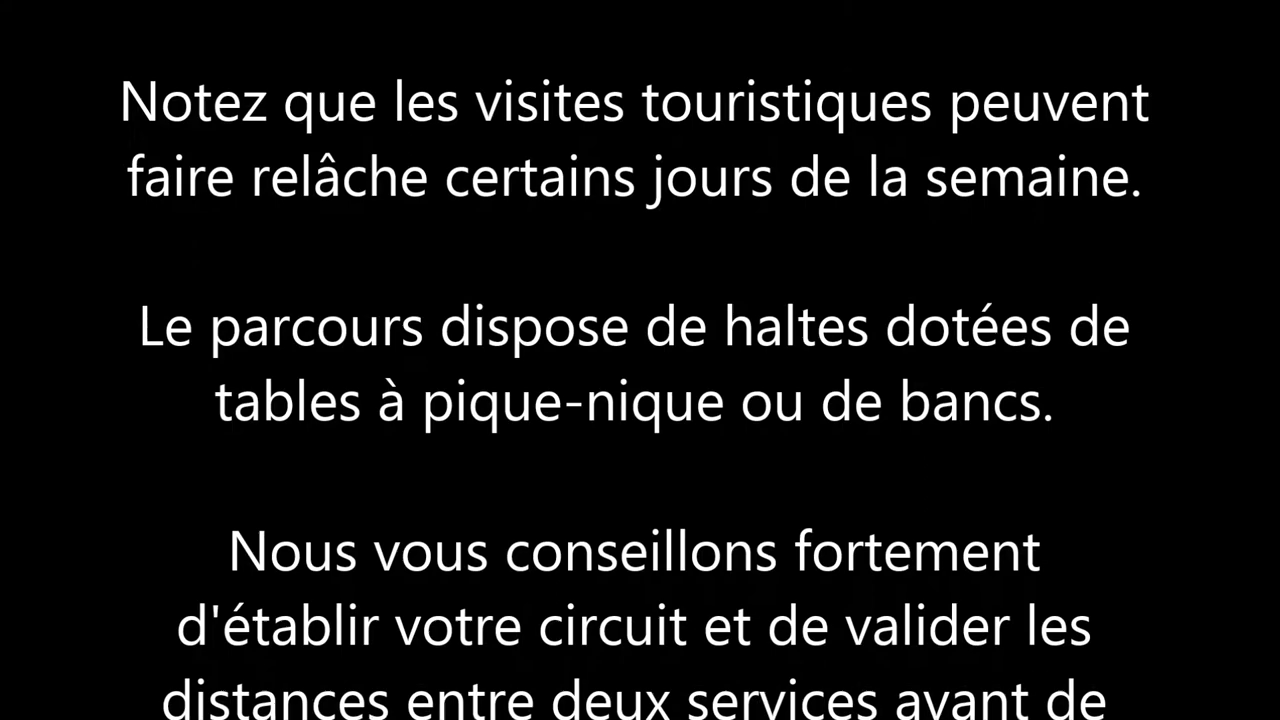 Notez que les visites touristiques peuvent
faire relâche certains jours de la semaine.
Le parcours dispose de haltes dotées de
tables à pique-nique ou de bancs.
Nous vous conseillons fortement
d'établir votre circuit et de valider les
distances entre deux services avant de